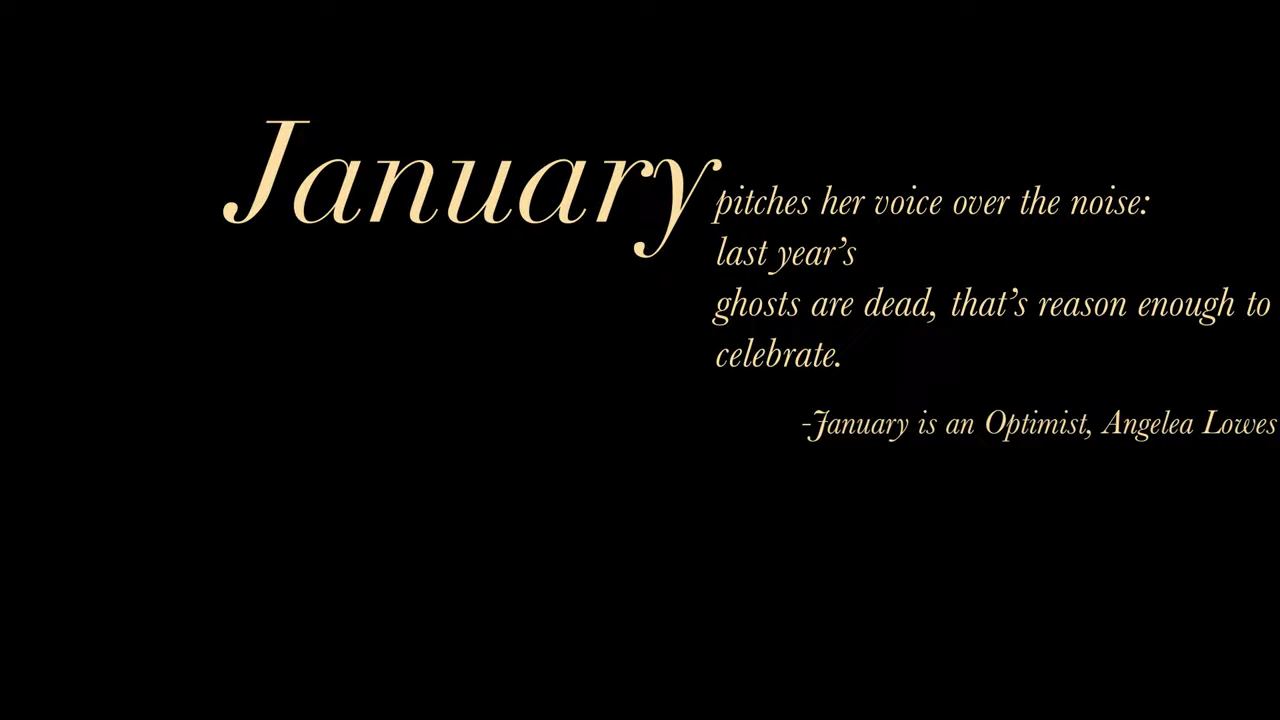 January pitches her voice over the noise:
last year’s
ghosts are dead, that’s reason enough to
celebrate.
-January is an Optimist, Angelea Lowes